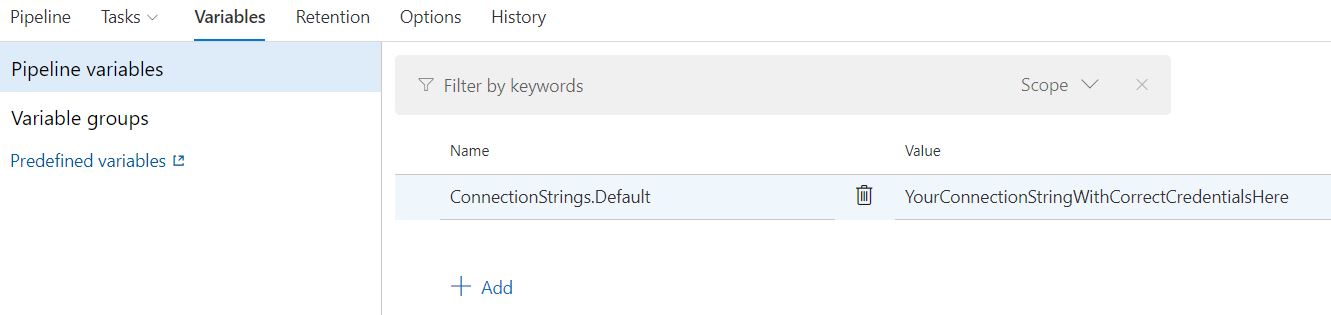 Pipeline Tasks Variables Retention Options History
Pipeline variables
Variable groups
Predefined variables
Filter by keywords Scope
Name Value
ConnectionStrings.Default YourConnectionStringWithCorrectCredentialsHere
Add